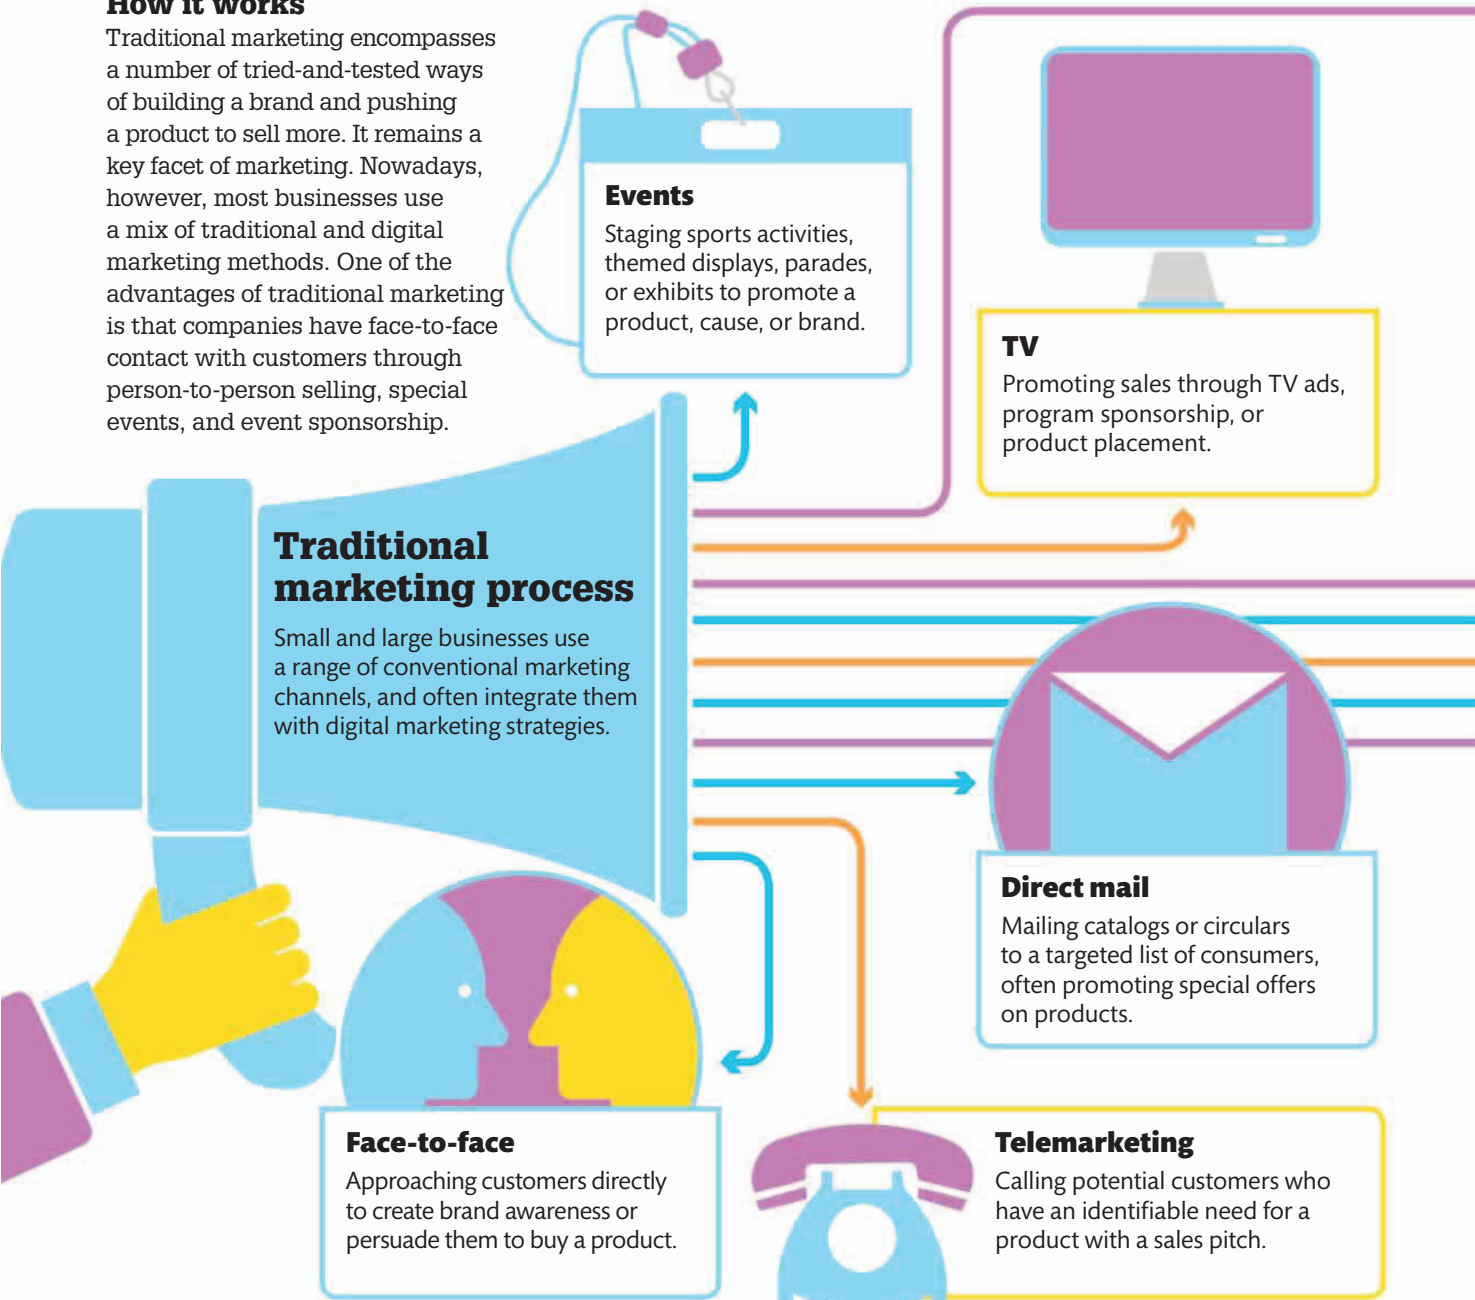 How it works
Traditional marketing encompasses
a number of tried-and-tested ways
of building a brand and pushing
a product to sell more. It remains a
key facet of marketing. Nowadays,
however, most businesses use
a mix of traditional and digital
marketing methods. One of the
advantages of traditional marketing
is that companies have face-to-face
contact with customers through
person-to-person selling, special
events, and event sponsorship.
Events
Staging sports activities,
themed displays, parades,
or exhibits to promote a
product, cause, or brand.
TV
Promoting sales through TV ads,
program sponsorship, or
product placement.
Traditional
marketing process
Small and large businesses use
a range of conventional marketing
channels, and often integrate them
with digital marketing strategies.
Direct mail
Mailing catalogs or circulars
to a targeted list of consumers,
often promoting special offers
on products.
Face-to-face
Approaching customers directly
to create brand awareness or
persuade them to buy a product.
Telemarketing
Calling potential customers who
have an identifiable need for a
product with a sales pitch.